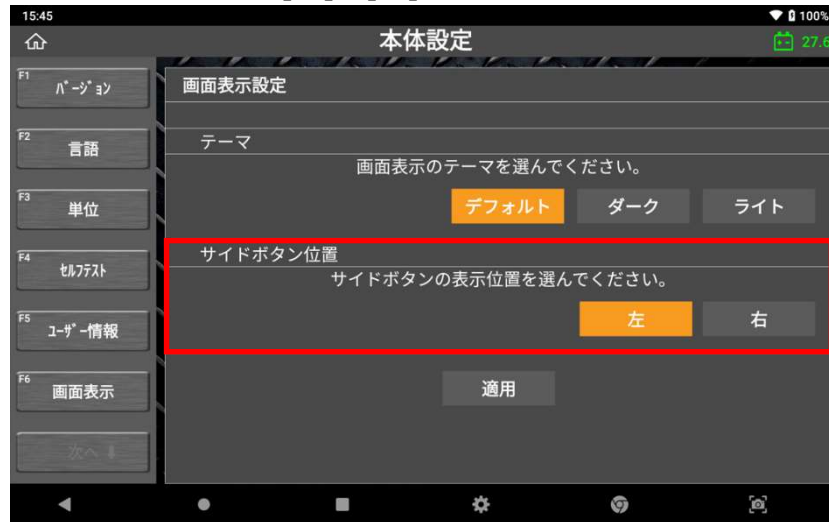 15:45
100%
本体設定
27.6
F1
バージョン
F2
言語
F3
単位
F4
セルフテスト
F5
ユーザー情報
F6
画面表示
次へ⬇
画面表示設定
テーマ
画面表示のテーマを選んでください。
デフォルト
ダーク
ライト
サイドボタン位置
サイドボタンの表示位置を選んでください。
左
右
適用